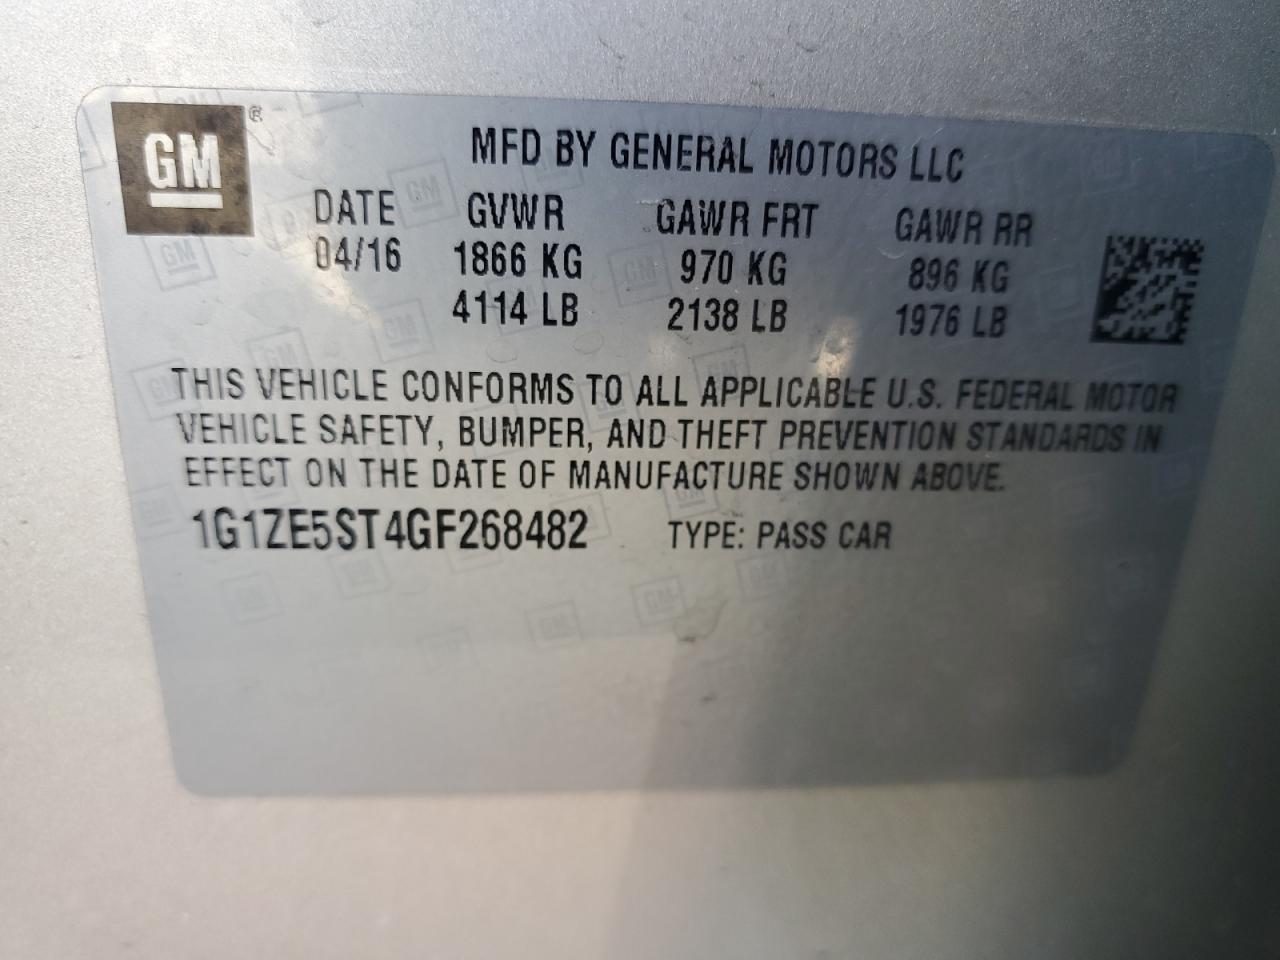 GM ®
MFD BY GENERAL MOTORS LLC
DATE GVWR GAWR FRT GAWR RR
04/16 1866 KG 970 KG 896 KG
4114 LB 2138 LB 1976 LB
THIS VEHICLE CONFORMS TO ALL APPLICABLE U.S. FEDERAL MOTOR
VEHICLE SAFETY, BUMPER, AND THEFT PREVENTION STANDARDS IN
EFFECT ON THE DATE OF MANUFACTURE SHOWN ABOVE.
1G1ZE5ST4GF268482 TYPE: PASS CAR